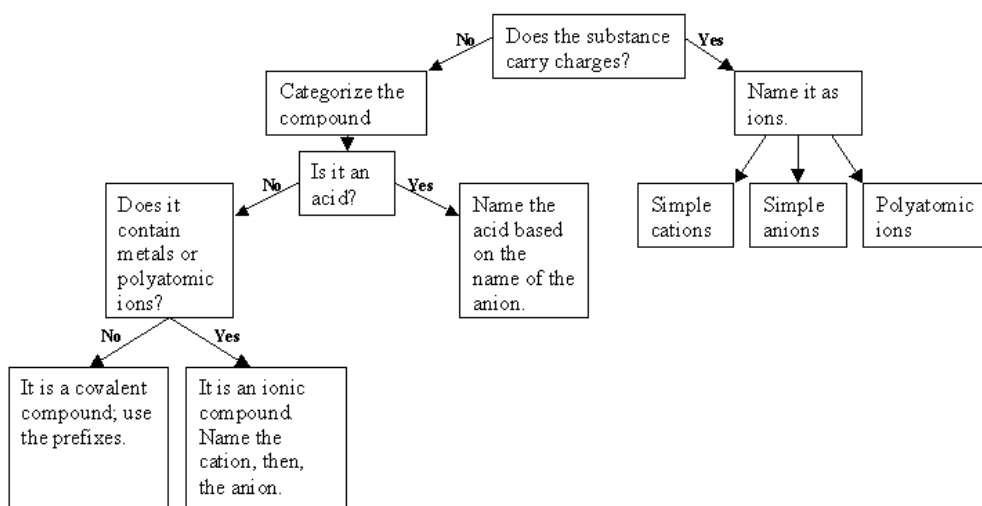 Does the substance
carry charges?
No
Yes
Categorize the
compound
Name it as
ions.
Is it an
acid?
No
Yes
Does it
contain
metals or
polyatomic
ions?
Name the
acid based
on the
name of the
anion.
Simple
cations
Simple
anions
Polyatomic
ions
No
Yes
It is a covalent
compound; use
the prefixes.
It is an ionic
compound
Name the
cation, then,
the anion.